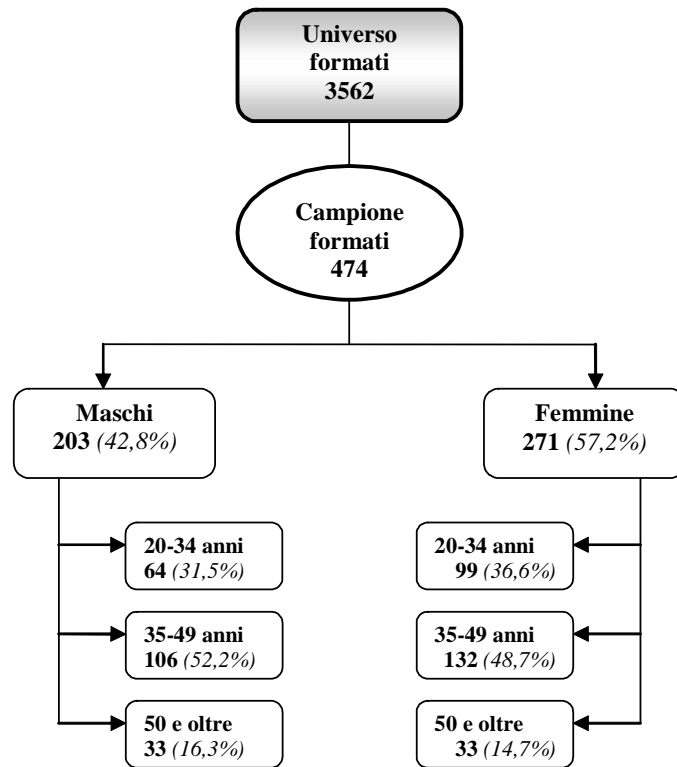 Universo
formati
3562
Campione
formati
474
Maschi
203 (42,8%)
20-34 anni
64 (31,5%)
35-49 anni
106 (52,2%)
50 e oltre
33 (16,3%)
Femmine
271 (57,2%)
20-34 anni
99 (36,6%)
35-49 anni
132 (48,7%)
50 e oltre
33 (14,7%)